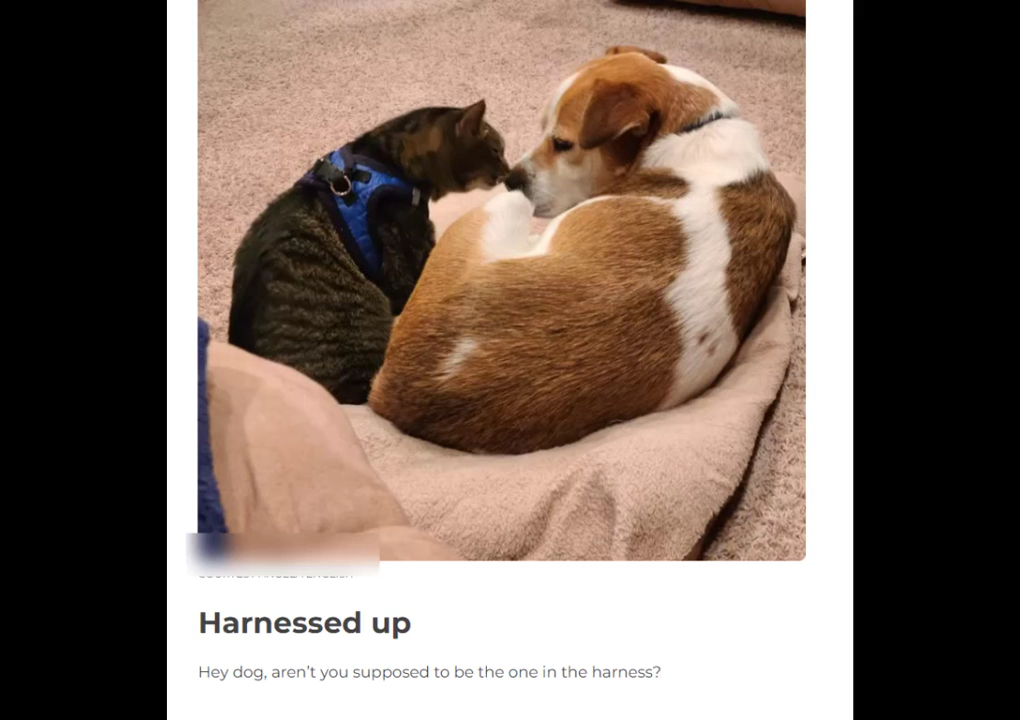 Harnessed up
Hey dog, aren't you supposed to be the one in the harness?